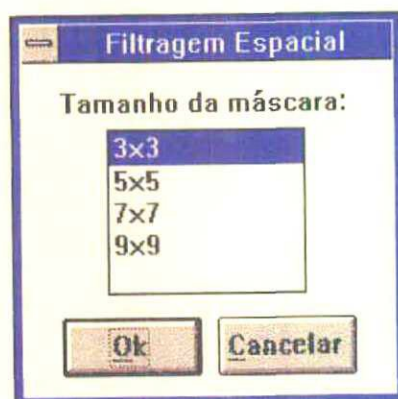 Filtragem Espacial
Tamanho da máscara:
3x3
5x5
7x7
9x9
Ok
Cancelar